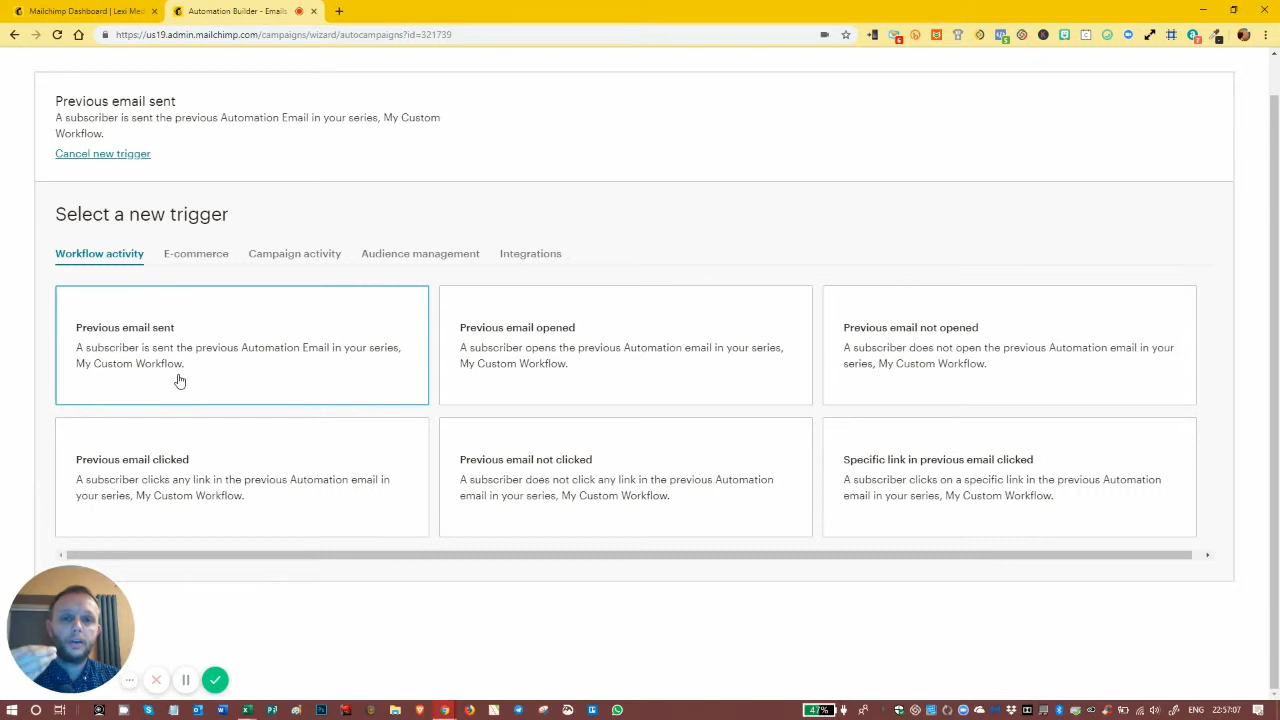 Mailchimp Dashboard | Lexi Med
Automation Builder - Emails
https://us19.admin.mailchimp.com/campaigns/wizard/autocampaigns?id=321739
Previous email sent
A subscriber is sent the previous Automation Email in your series, My Custom
Workflow.
Cancel new trigger
Select a new trigger
Workflow activity E-commerce Campaign activity Audience management Integrations
Previous email sent
A subscriber is sent the previous Automation Email in your series,
My Custom Workflow.
Previous email opened
A subscriber opens the previous Automation email in your series,
My Custom Workflow.
Previous email not opened
A subscriber does not open the previous Automation email in your
series, My Custom Workflow.
Previous email clicked
A subscriber clicks any link in the previous Automation email in
your series, My Custom Workflow.
Previous email not clicked
A subscriber does not click any link in the previous Automation
email in your series, My Custom Workflow.
Specific link in previous email clicked
A subscriber clicks on a specific link in the previous Automation
email in your series, My Custom Workflow.
47% ENG 22:51:07